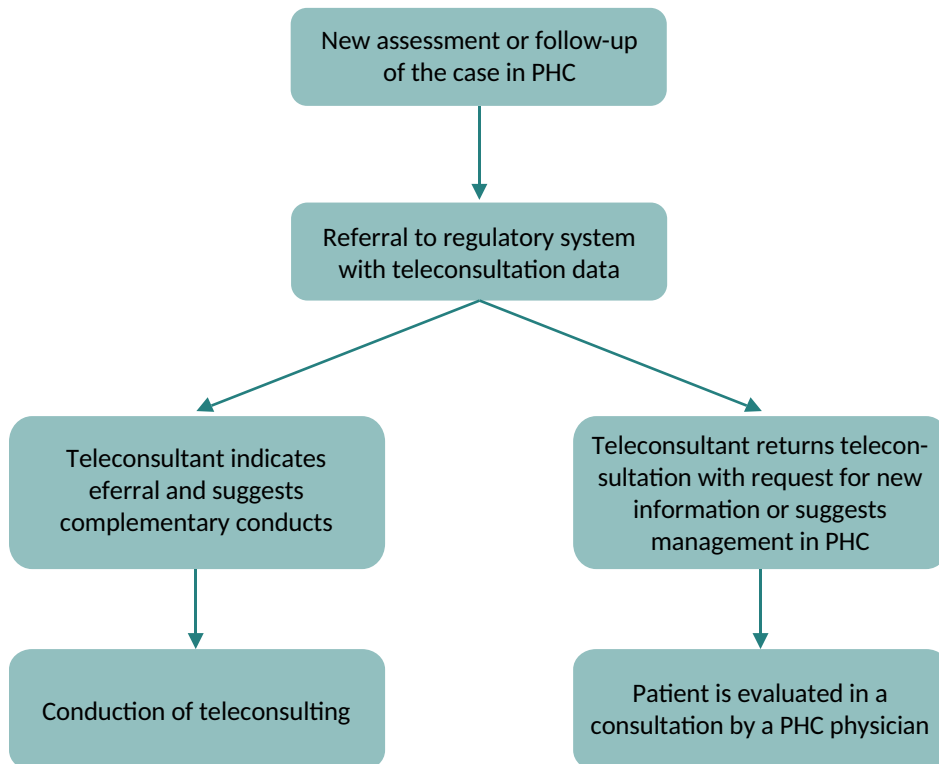 New assessment or follow-up
of the case in PHC
Referral to regulatory system
with teleconsultation data
Teleconsultant indicates
eferral and suggests
complementary conducts
Teleconsultant returns telecon-
sultation with request for new
information or suggests
management in PHC
Conduction of teleconsulting
Patient is evaluated in a
consultation by a PHC physician